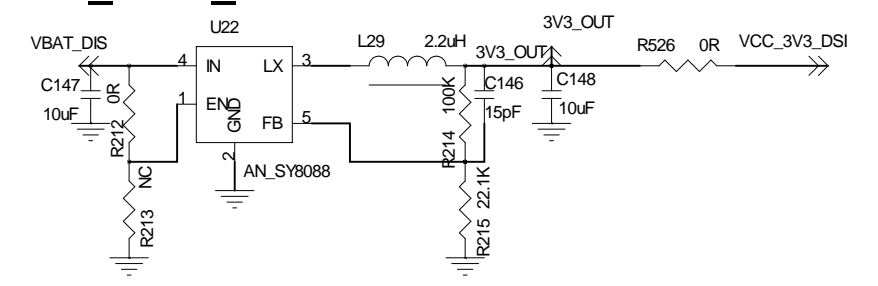 U22
3V3_OUT
VBAT_DIS
L29 2.2uH
3V3_OUT
R526 0R
VCC_3V3_DSI
4 IN LX 3
C147
10uF
0R
R212
1 EN
GND
FB 5
2
AN_SY8088
100K
R214
C146
15pF
C148
10uF
NC
R213
22.1K
R215